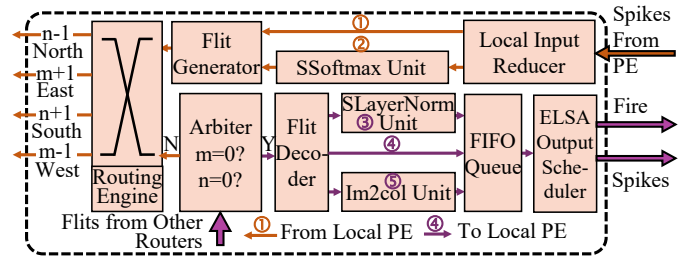 n-1
North
m+1
East
n+1
South
m-1
West
Routing
Engine
Flit
Generator
①
②
SSoftmax Unit
Local Input
Reducer
Spikes
From
PE
N
Arbiter
m=0?
n=0?
Y
Flit
Deco-
der
SLayerNorm
③ Unit
④
⑤
Im2col Unit
FIFO
Queue
ELSA
Output
Sche-
duler
Fire
Spikes
Flits from Other
Routers
① From Local PE
④ To Local PE